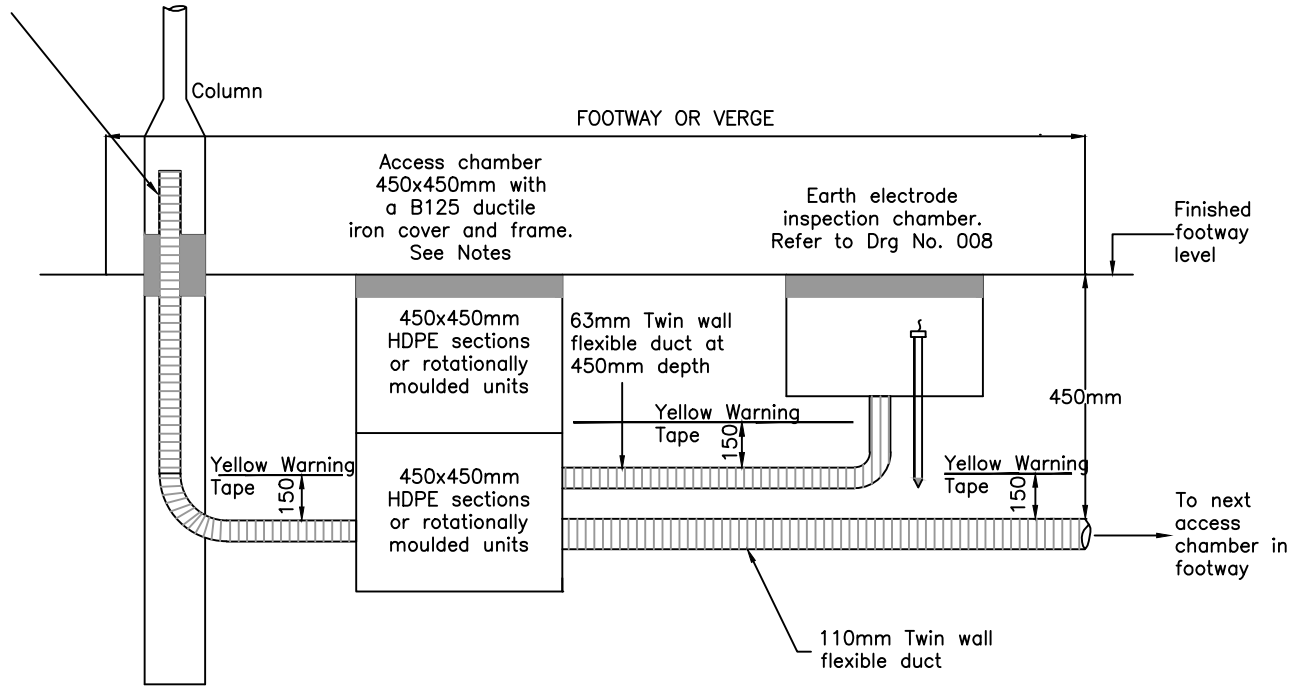 Column
FOOTWAY OR VERGE
Access chamber
450x450mm with
a B125 ductile
iron cover and frame.
See Notes
Earth electrode
inspection chamber.
Refer to Drg No. 008
Finished
footway
level
450x450mm
HDPE sections
or rotationally
moulded units
63mm Twin wall
flexible duct at
450mm depth
450mm
Yellow Warning
Tape
150
Yellow Warning
Tape
150
450x450mm
HDPE sections
or rotationally
moulded units
Yellow Warning
Tape
150
To next
access
chamber in
footway
110mm Twin wall
flexible duct